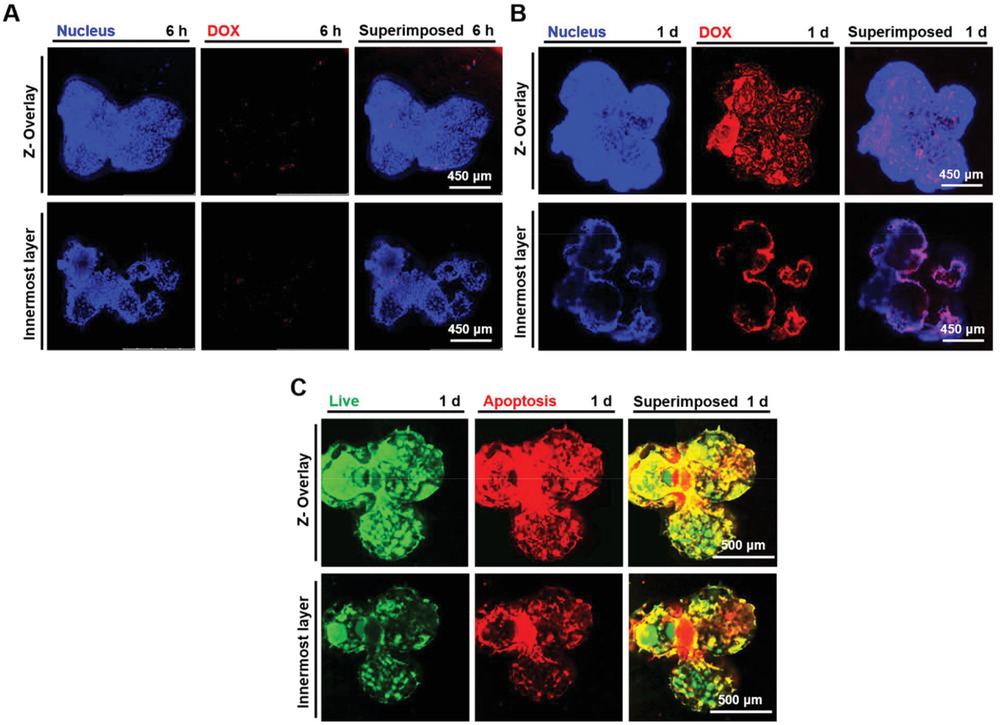 A
Nucleus 6 h DOX 6 h Superimposed 6 h
Z- Overlay
450 µm
Innermost layer
450 µm
B
Nucleus 1 d DOX 1 d Superimposed 1 d
Z- Overlay
450 µm
Innermost layer
450 µm
C
Live 1 d Apoptosis 1 d Superimposed 1 d
Z- Overlay
500 µm
Innermost layer
500 µm